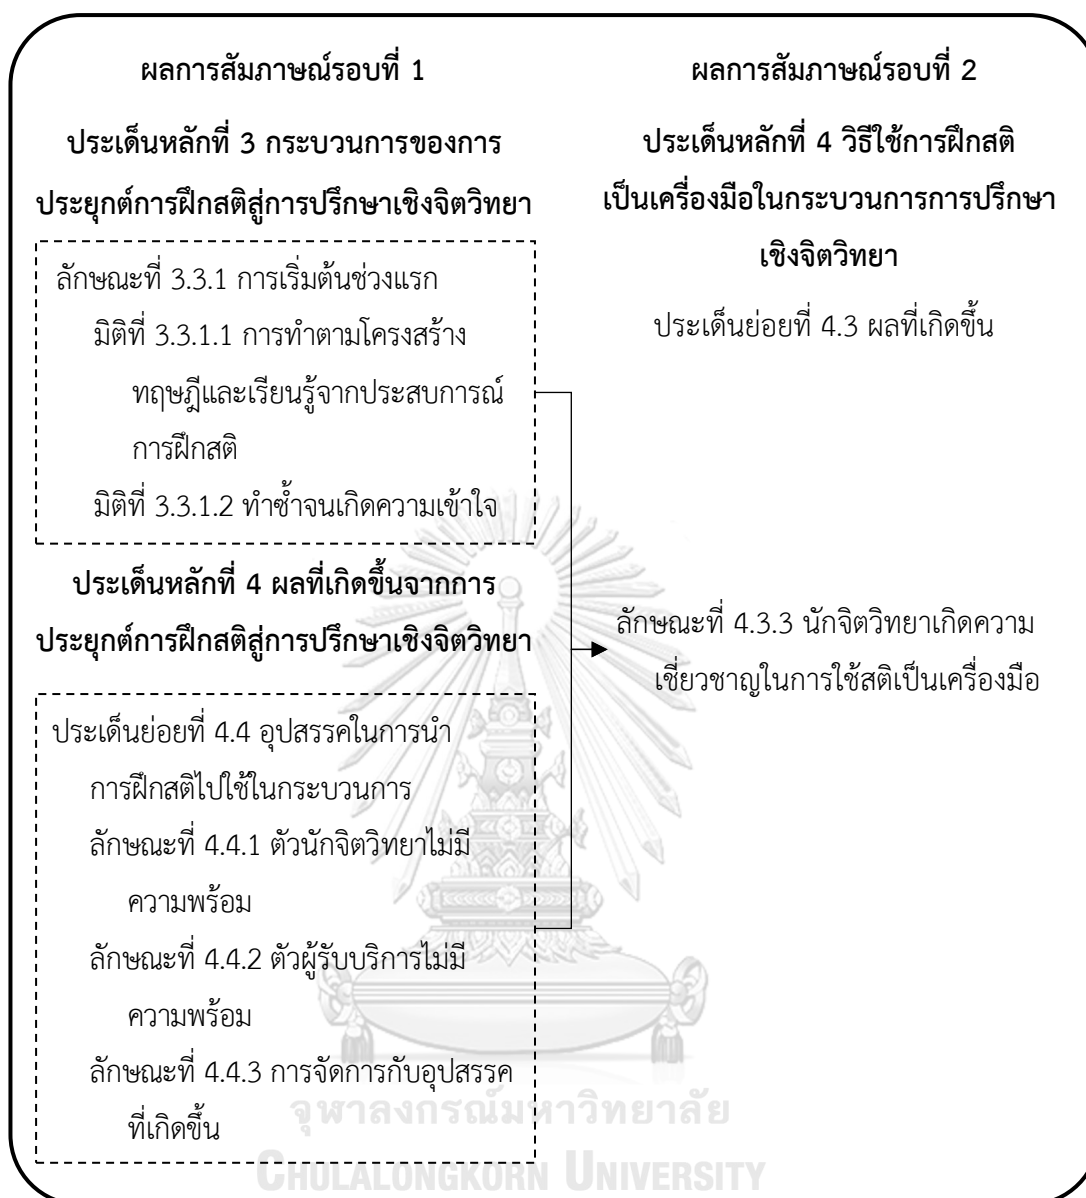 ผลการสัมภาษณ์รอบที่ 1
ประเด็นหลักที่ 3 กระบวนการของการ
ประยุกต์การฝึกสติสู่การปรึกษาเชิงจิตวิทยา
ลักษณะที่ 3.3.1 การเริ่มต้นช่วงแรก
มิติที่ 3.3.1.1 การทำตามโครงสร้าง
ทฤษฎีและเรียนรู้จากประสบการณ์
การฝึกสติ
มิติที่ 3.3.1.2 ทำซ้ำจนเกิดความเข้าใจ
ประเด็นหลักที่ 4 ผลที่เกิดขึ้นจากการ
ประยุกต์การฝึกสติสู่การปรึกษาเชิงจิตวิทยา
ประเด็นย่อยที่ 4.4 อุปสรรคในการนำ
การฝึกสติไปใช้ในกระบวนการ
ลักษณะที่ 4.4.1 ตัวนักจิตวิทยาไม่มี
ความพร้อม
ลักษณะที่ 4.4.2 ตัวผู้รับบริการไม่มี
ความพร้อม
ลักษณะที่ 4.4.3 การจัดการกับอุปสรรค
ที่เกิดขึ้น
ผลการสัมภาษณ์รอบที่ 2
ประเด็นหลักที่ 4 วิธีใช้การฝึกสติ
เป็นเครื่องมือในกระบวนการการปรึกษา
เชิงจิตวิทยา
ประเด็นย่อยที่ 4.3 ผลที่เกิดขึ้น
ลักษณะที่ 4.3.3 นักจิตวิทยาเกิดความ
เชี่ยวชาญในการใช้สติเป็นเครื่องมือ
จุฬาลงกรณ์มหาวิทยาลัย
CHULALONGKORN UNIVERSITY